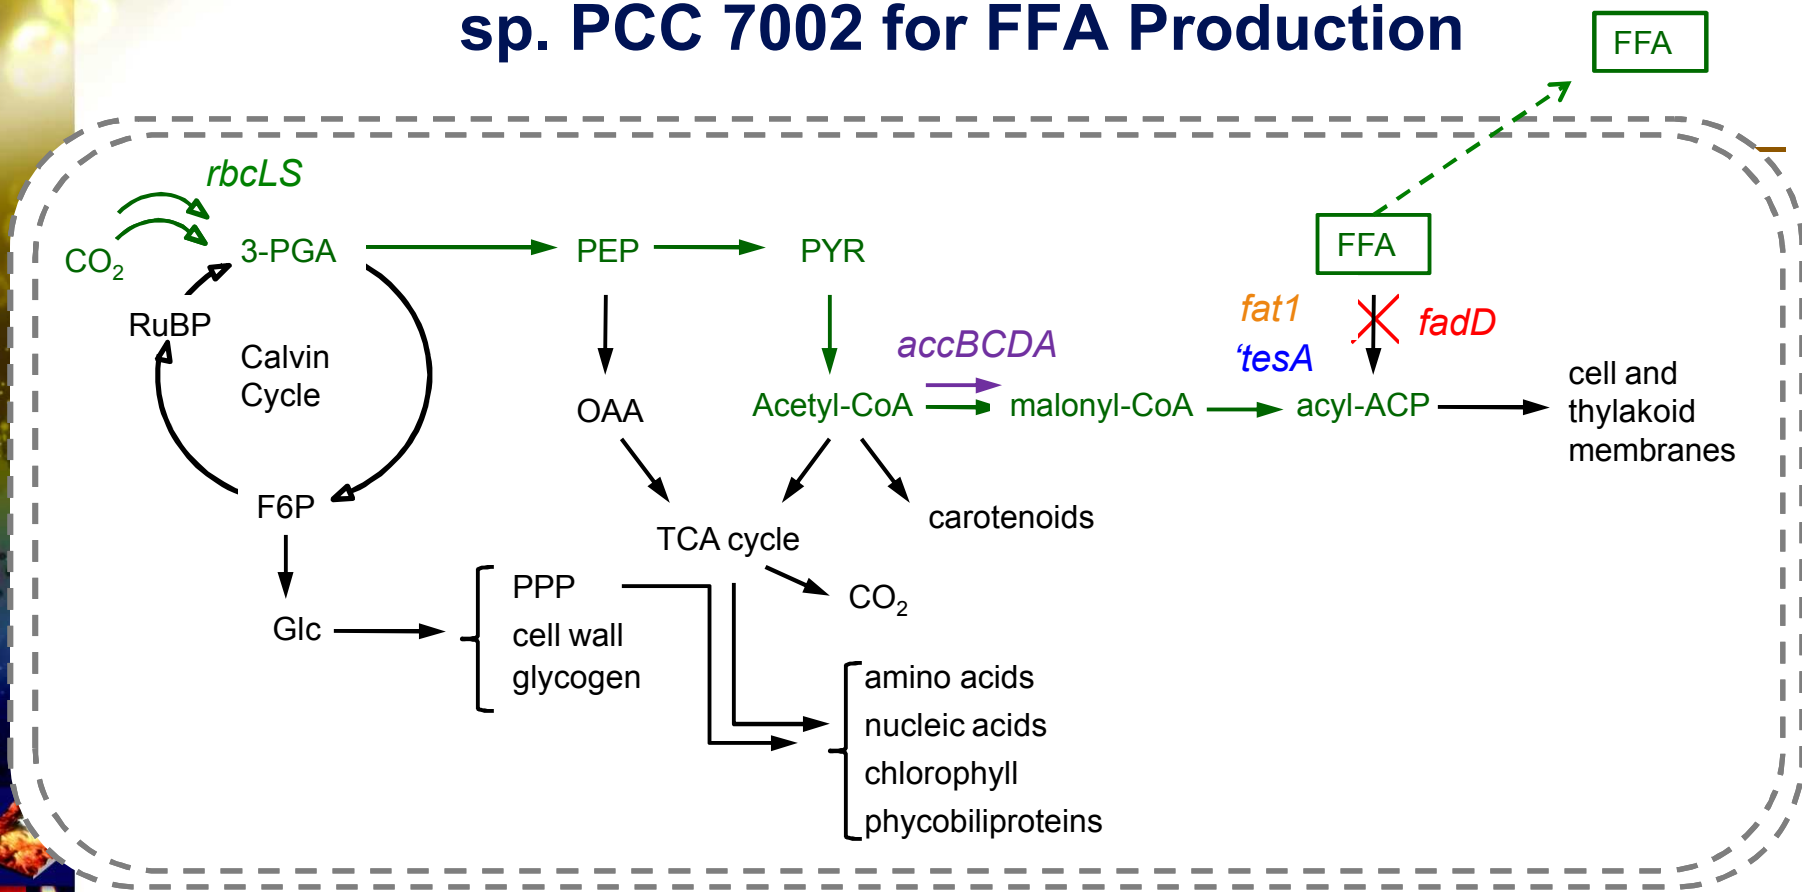 sp. PCC 7002 for FFA Production
FFA
rbcLS
CO₂
3-PGA
PEP
PYR
FFA
RuBP
Calvin
Cycle
fat1
‘tesA
fadD
accBCDA
OAA
Acetyl-CoA
malonyl-CoA
acyl-ACP
cell and
thylakoid
membranes
F6P
TCA cycle
carotenoids
Glc
PPP
cell wall
glycogen
CO₂
amino acids
nucleic acids
chlorophyll
phycobiliproteins